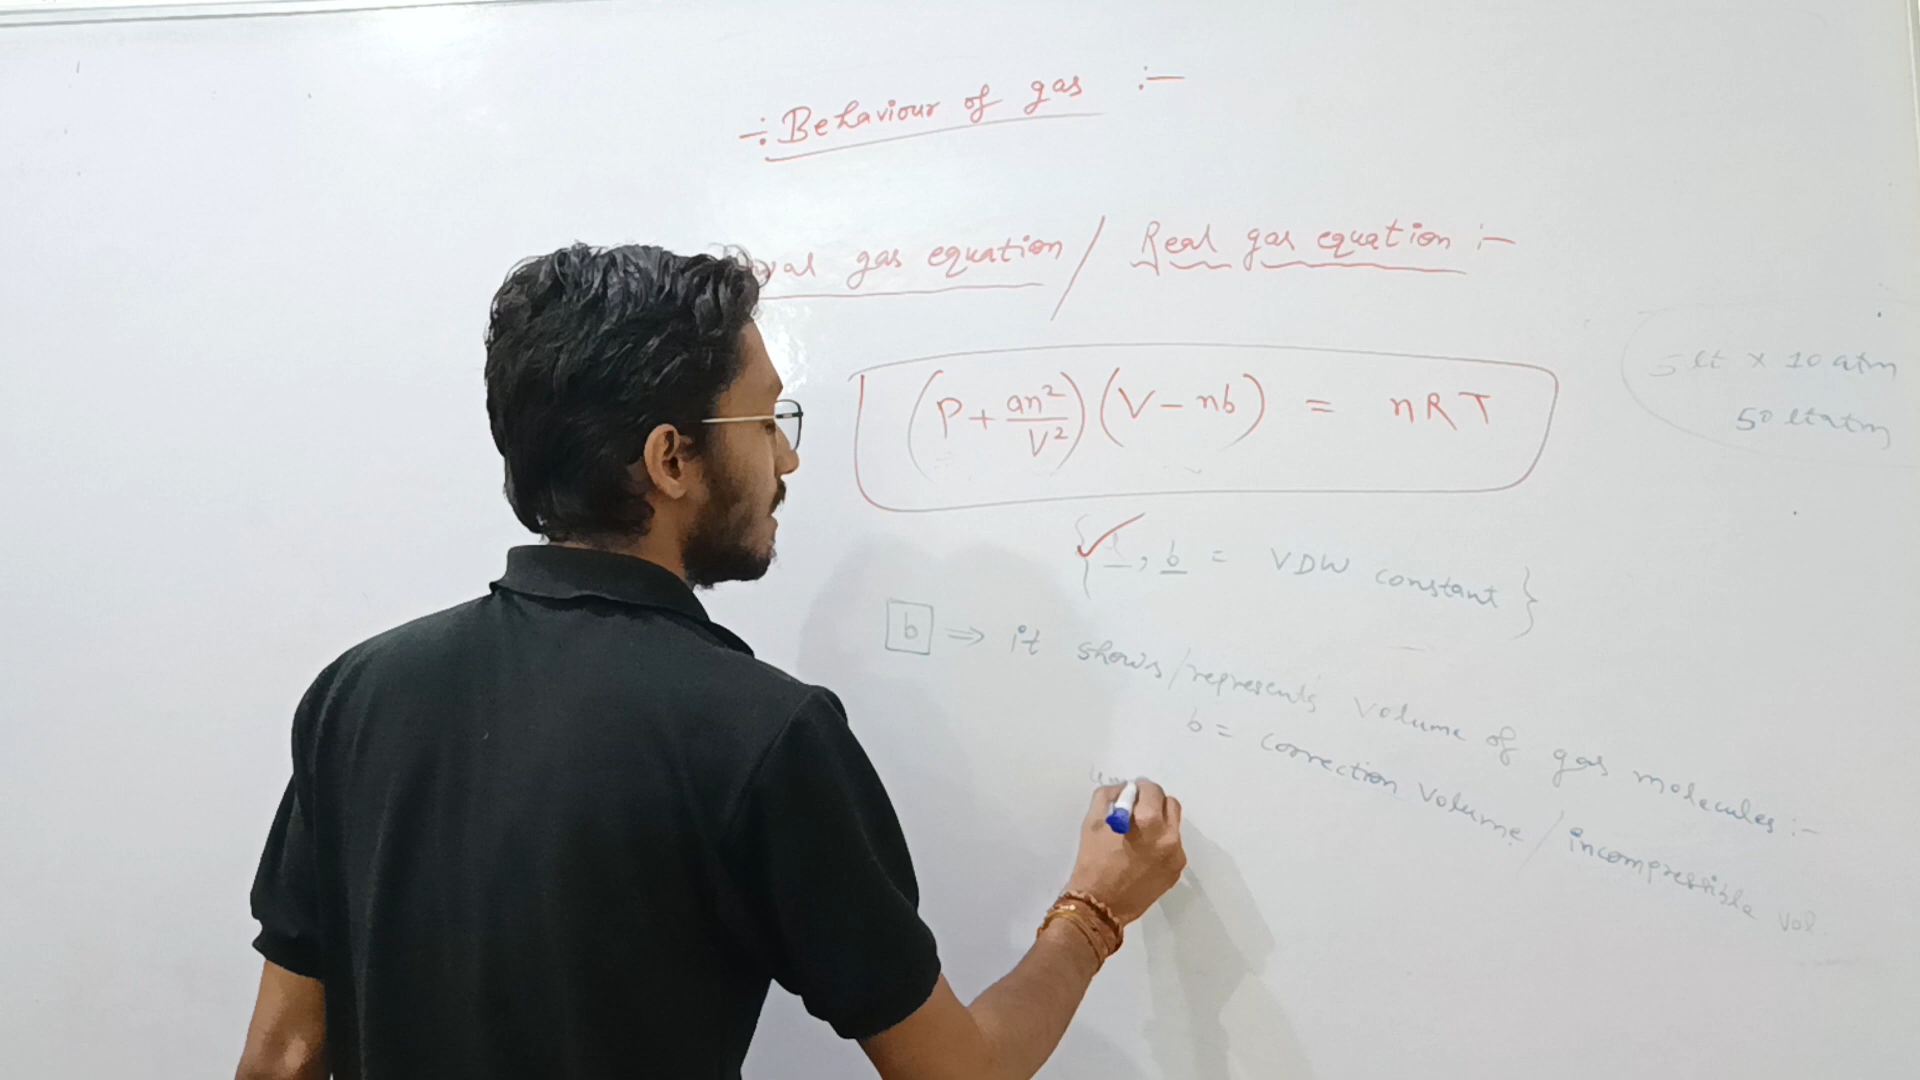 ÷ Behaviour of gas :-
gas equation / Real gas equation :-
(P + an²/V²) (V - nb) = nRT
5 lt x 10 atm
50 lt atm
, b = VDW constant }
b ⇒ it shows/represents volume of gas molecules :-
b = correction volume / incompressible vol